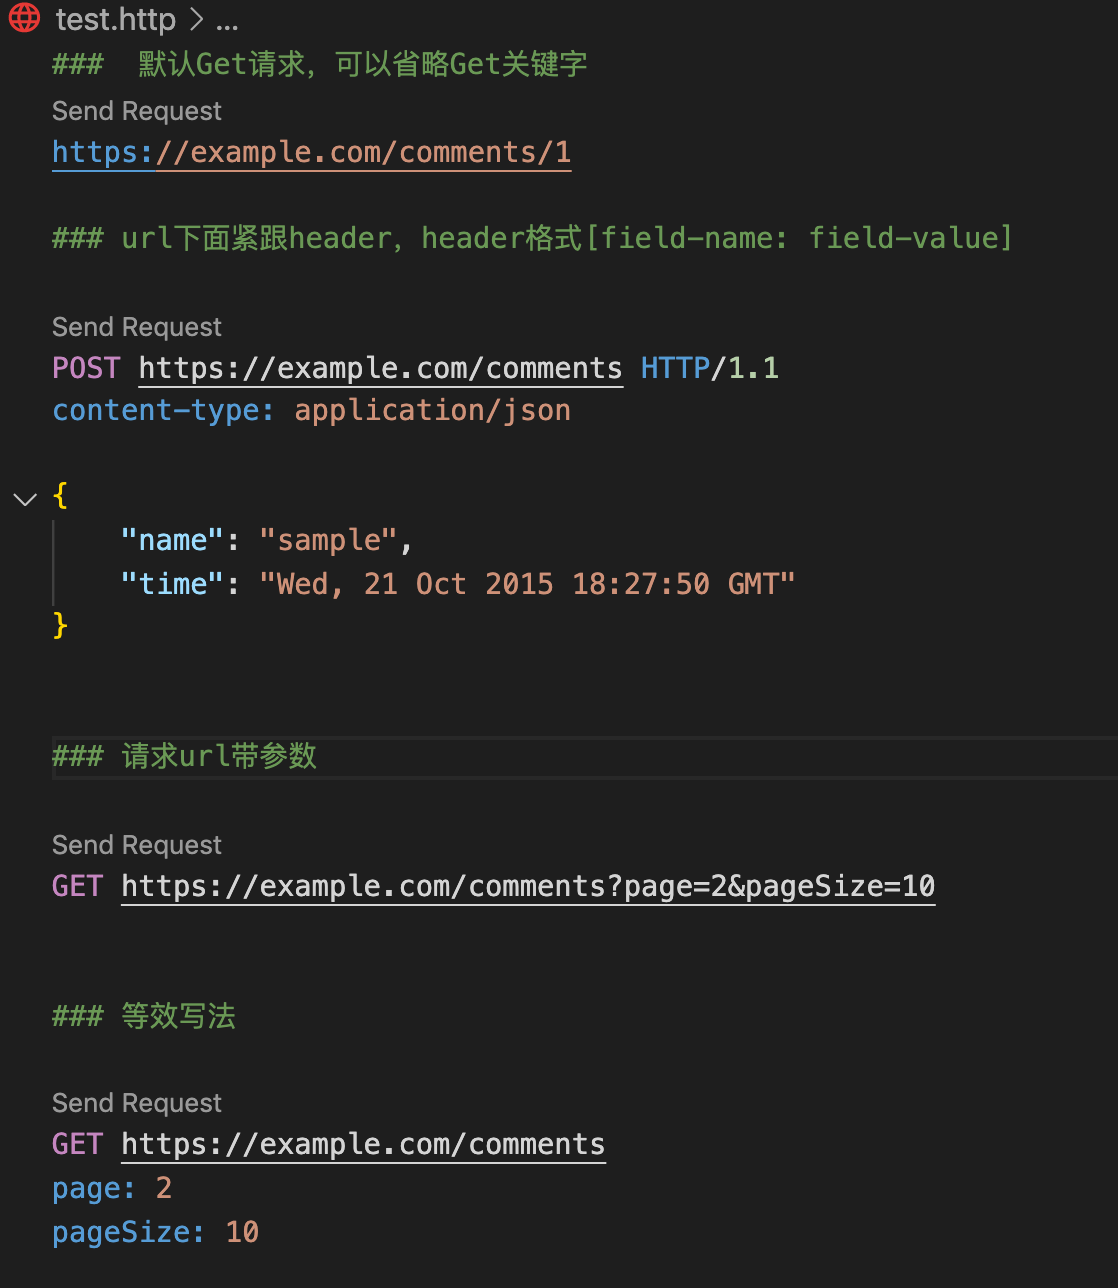 test.http > ...
### 默认Get请求，可以省略Get关键字
Send Request
https://example.com/comments/1
### url下面紧跟header，header格式[field-name: field-value]
Send Request
POST https://example.com/comments HTTP/1.1
content-type: application/json
{
"name": "sample",
"time": "Wed, 21 Oct 2015 18:27:50 GMT"
}
### 请求url带参数
Send Request
GET https://example.com/comments?page=2&pageSize=10
### 等效写法
Send Request
GET https://example.com/comments
page: 2
pageSize: 10